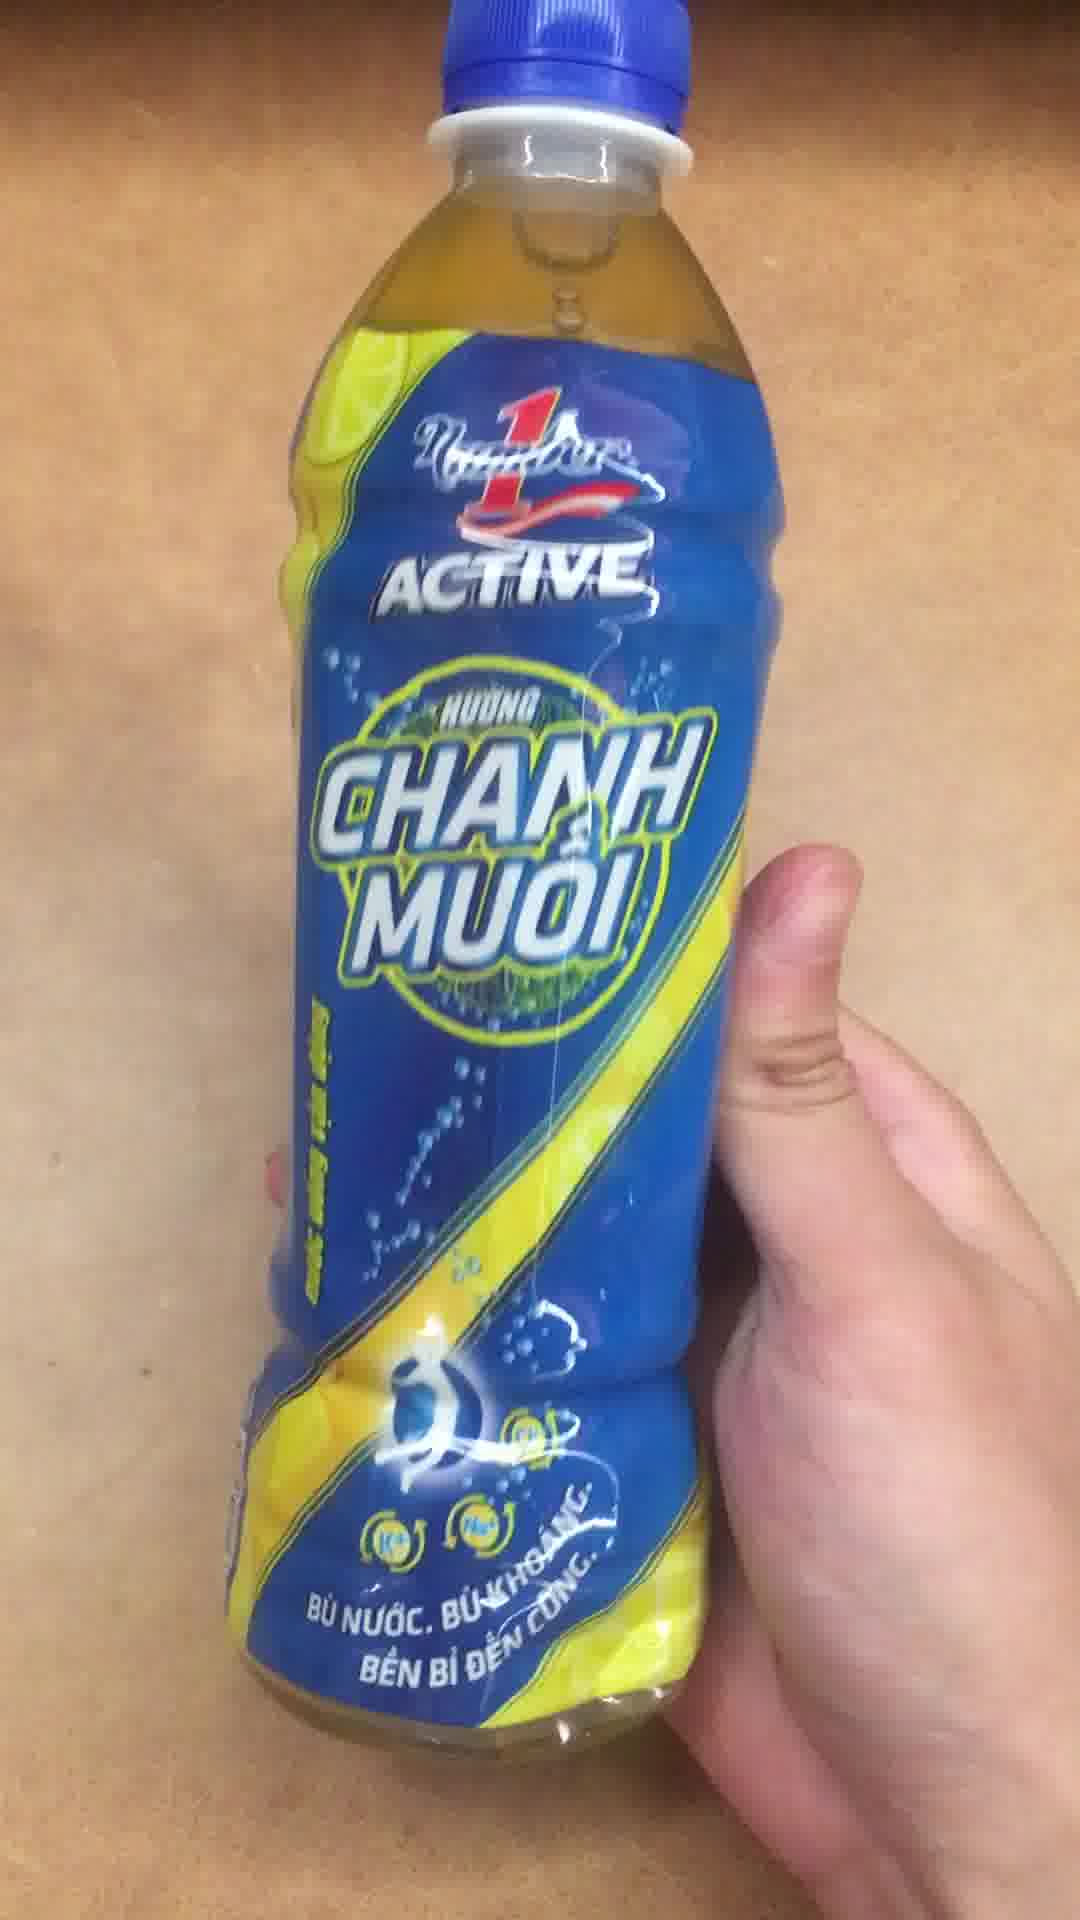 Number 1
ACTIVE
HƯƠNG
CHANH
MUỐI
BÙ NƯỚC. BÙ KHOÁNG.
BỀN BỈ ĐẾN CÙNG.